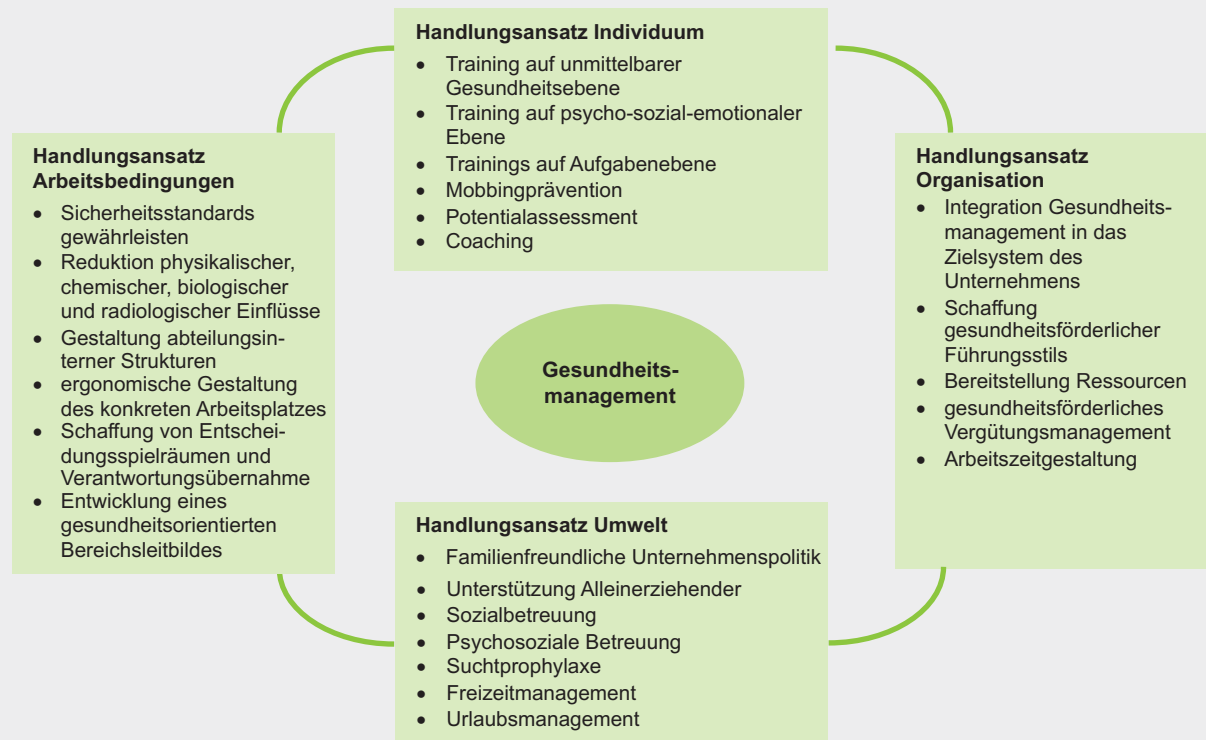 Handlungsansatz Individuum
• Training auf unmittelbarer
Gesundheitsebene
• Training auf psycho-sozial-emotionaler
Ebene
• Trainings auf Aufgabenebene
• Mobbingprävention
• Potentialassessment
• Coaching
Handlungsansatz
Arbeitsbedingungen
• Sicherheitsstandards
gewährleisten
• Reduktion physikalischer,
chemischer, biologischer
und radiologischer Einflüsse
• Gestaltung abteilungsin-
terner Strukturen
• ergonomische Gestaltung
des konkreten Arbeitsplatzes
• Schaffung von Entschei-
dungsspielräumen und
Verantwortungsübernahme
• Entwicklung eines
gesundheitsorientierten
Bereichsleitbildes
Gesundheits-
management
Handlungsansatz
Organisation
• Integration Gesundheits-
management in das
Zielsystem des
Unternehmens
• Schaffung
gesundheitsförderlicher
Führungsstils
• Bereitstellung Ressourcen
• gesundheitsförderliches
Vergütungsmanagement
• Arbeitszeitgestaltung
Handlungsansatz Umwelt
• Familienfreundliche Unternehmenspolitik
• Unterstützung Alleinerziehender
• Sozialbetreuung
• Psychosoziale Betreuung
• Suchtprophylaxe
• Freizeitmanagement
• Urlaubsmanagement